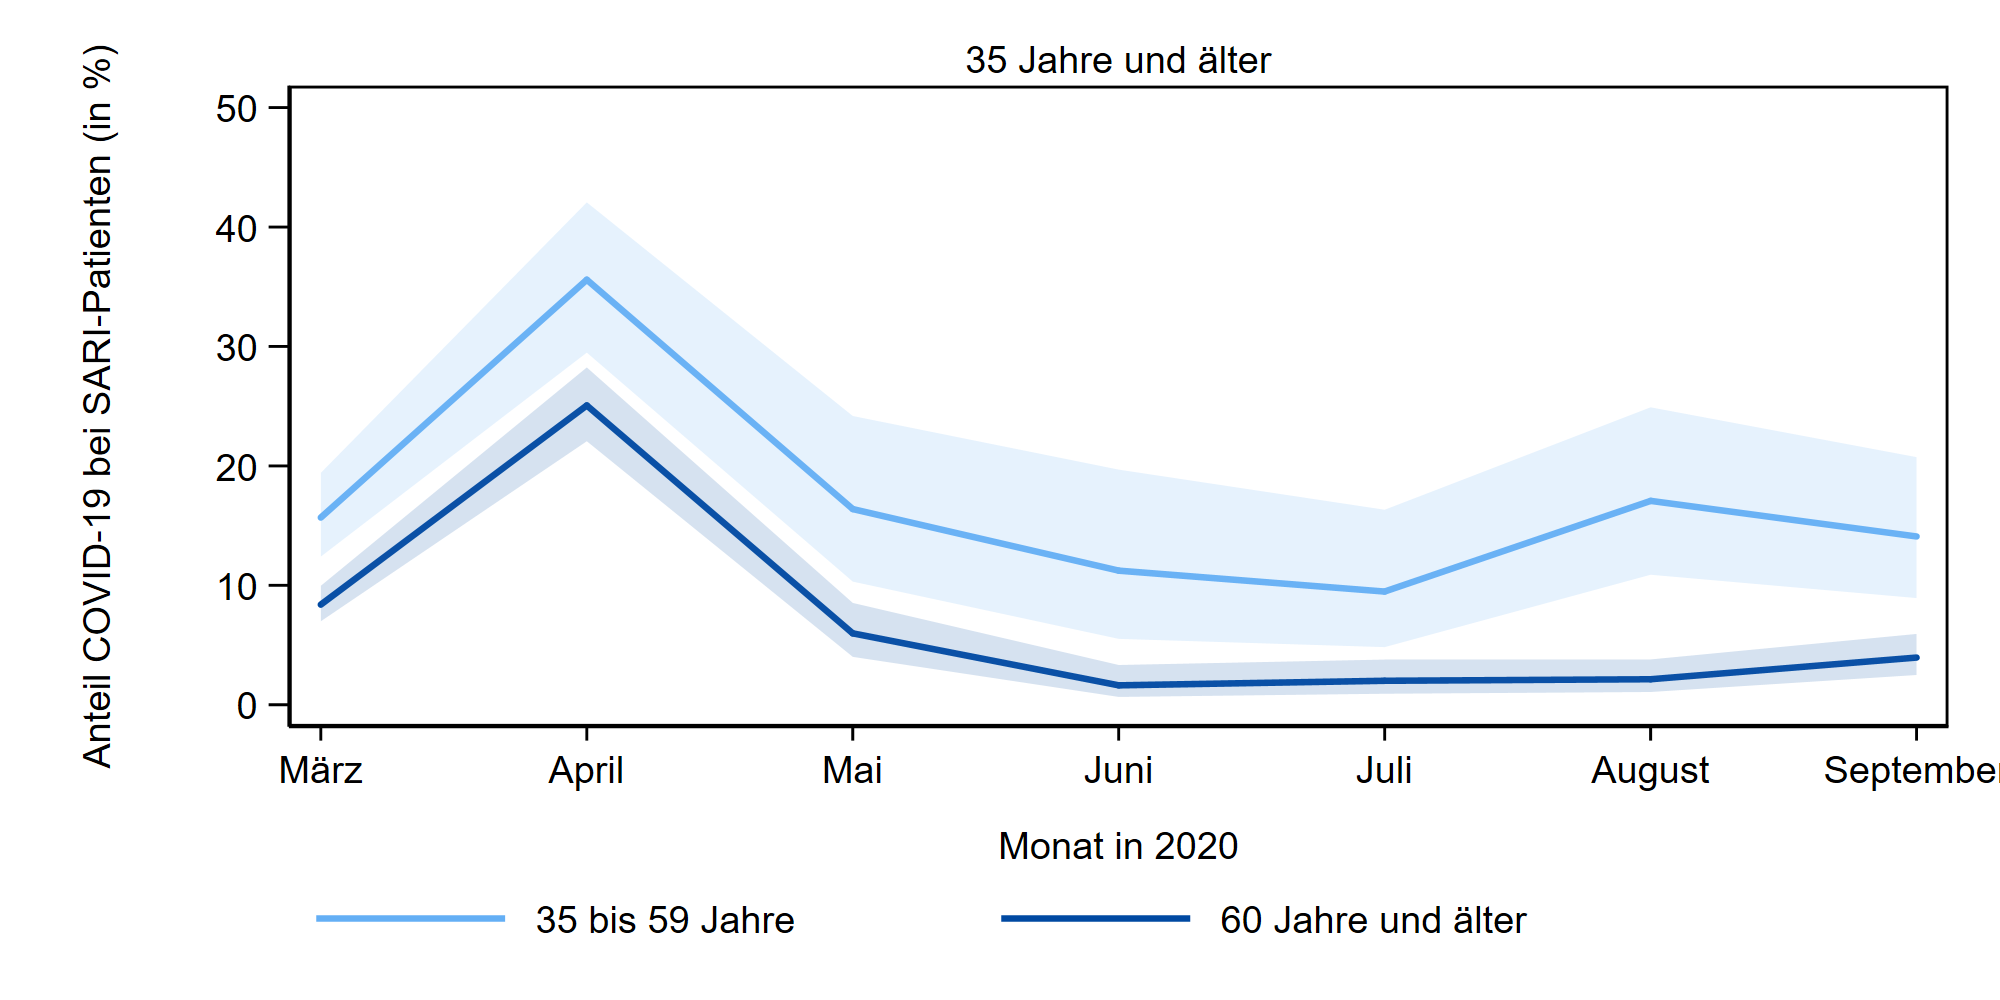 35 Jahre und älter
Anteil COVID-19 bei SARI-Patienten (in %)
50
40
30
20
10
0
März April Mai Juni Juli August September
Monat in 2020
35 bis 59 Jahre 60 Jahre und älter